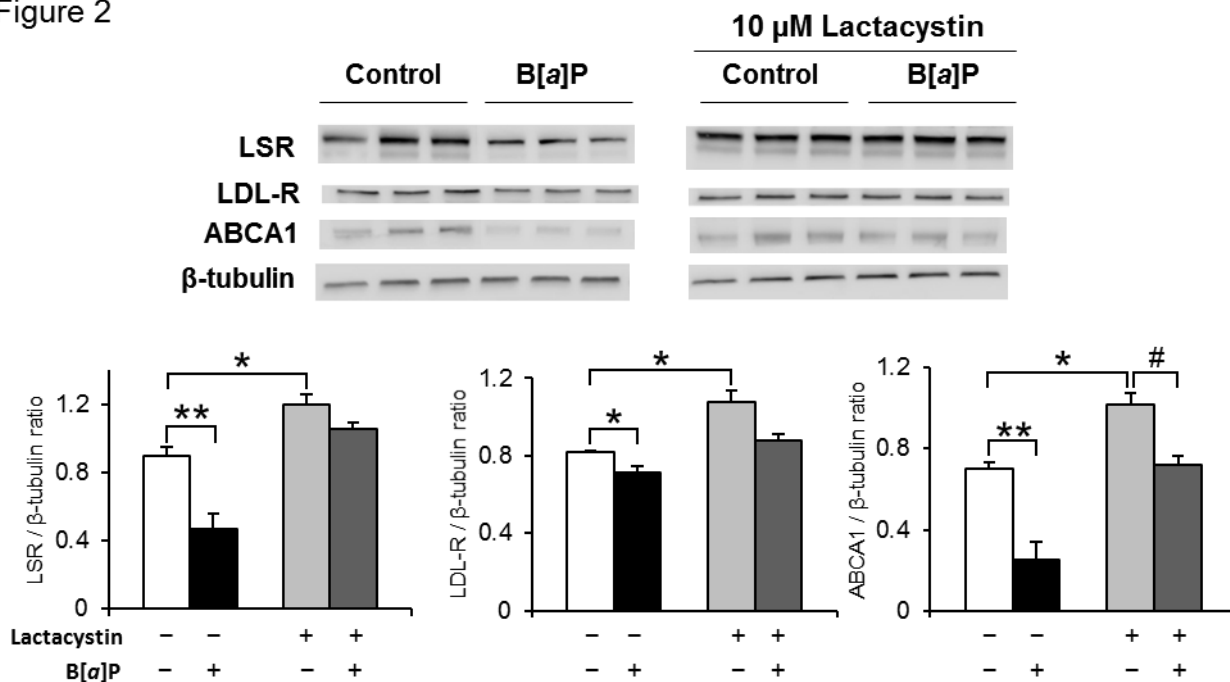 Figure 2
10 µM Lactacystin
Control B[a]P Control B[a]P
LSR
LDL-R
ABCA1
β-tubulin
* * * #
** * **
LSR / β-tubulin ratio
1.2
0.8
0.4
0
LDL-R / β-tubulin ratio
1.2
0.8
0.4
0
ABCA1 / β-tubulin ratio
1.2
0.8
0.4
0
Lactacystin − − + + − − + + − − + +
B[a]P − + − + − + − + − + − +